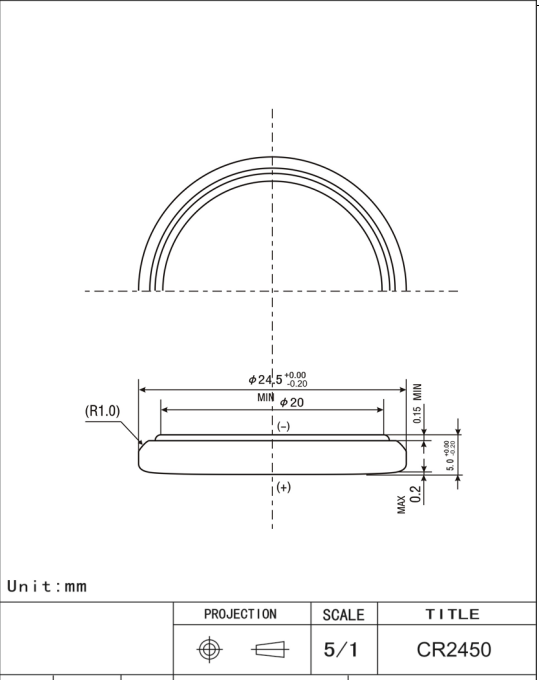 ϕ24.5 +0.00 -0.20
MIN ϕ20
(R1.0)
(-)
0.15 MIN
5.0 +0.00 -0.20
(+)
MAX 0.2
Unit:mm
PROJECTION SCALE TITLE
5/1 CR2450